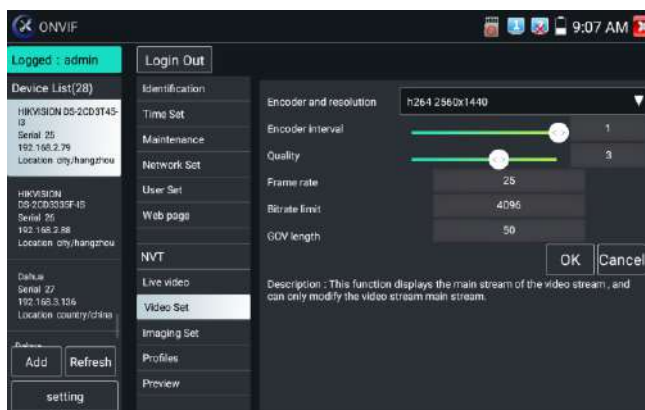 ONVIF
9:07 AM
Logged : admin
Login Out
Device List(28)
HIKVISION DS-2CD3T45-
I3
Serial 25
192.168.2.79
Location city/hangzhou
HIKVISION
DS-2CD3335F-IS
Serial 26
192.168.2.88
Location city/hangzhou
Dahua
Serial 27
192.168.3.136
Location country/china
Add
Refresh
setting
Identification
Time Set
Maintenance
Network Set
User Set
Web page
NVT
Live video
Video Set
Imaging Set
Profiles
Preview
Encoder and resolution
h264 2560x1440
Encoder interval
1
Quality
3
Frame rate
25
Bitrate limit
4096
GOV length
50
OK
Cancel
Description : This function displays the main stream of the video stream , and
can only modify the video stream main stream.